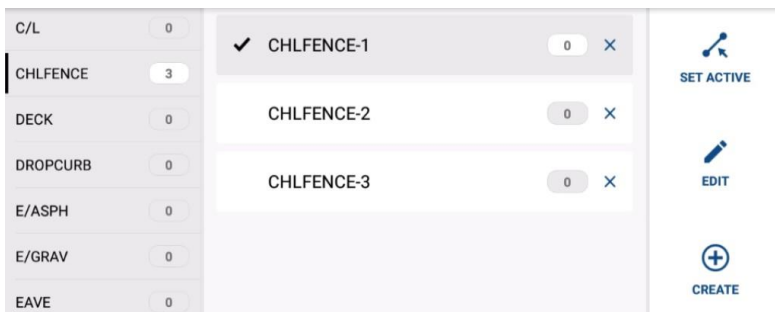 C/L 0
CHLFENCE 3
DECK 0
DROPCURB 0
E/ASPH 0
E/GRAV 0
EAVE 0
CHLFENCE-1 0
CHLFENCE-2 0
CHLFENCE-3 0
SET ACTIVE
EDIT
CREATE